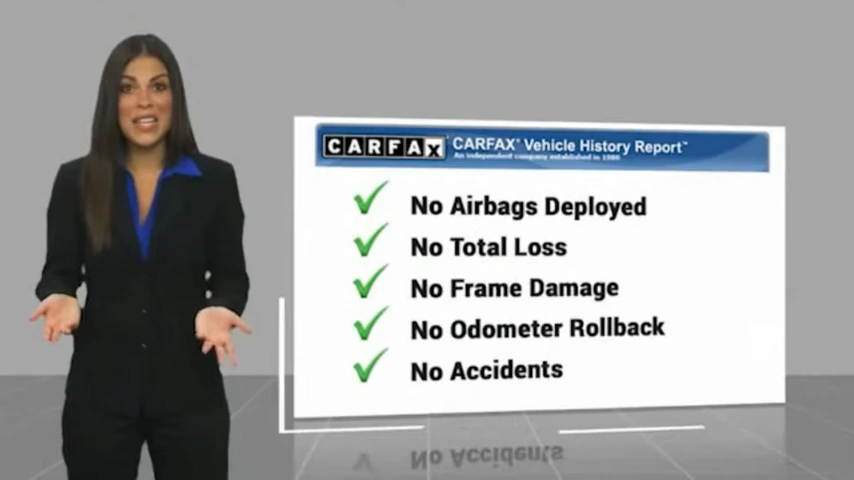 CARFAX CARFAX® Vehicle History Report™
An independent company established in 1986
No Airbags Deployed
No Total Loss
No Frame Damage
No Odometer Rollback
No Accidents
No Accidents